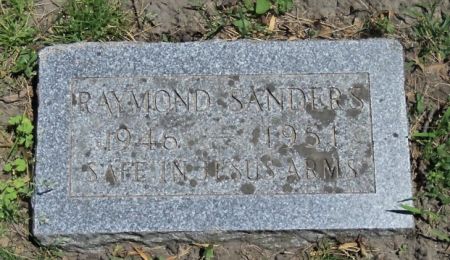 RAYMOND SANDERS
1946 – 1951
SAFE IN JESUS ARMS